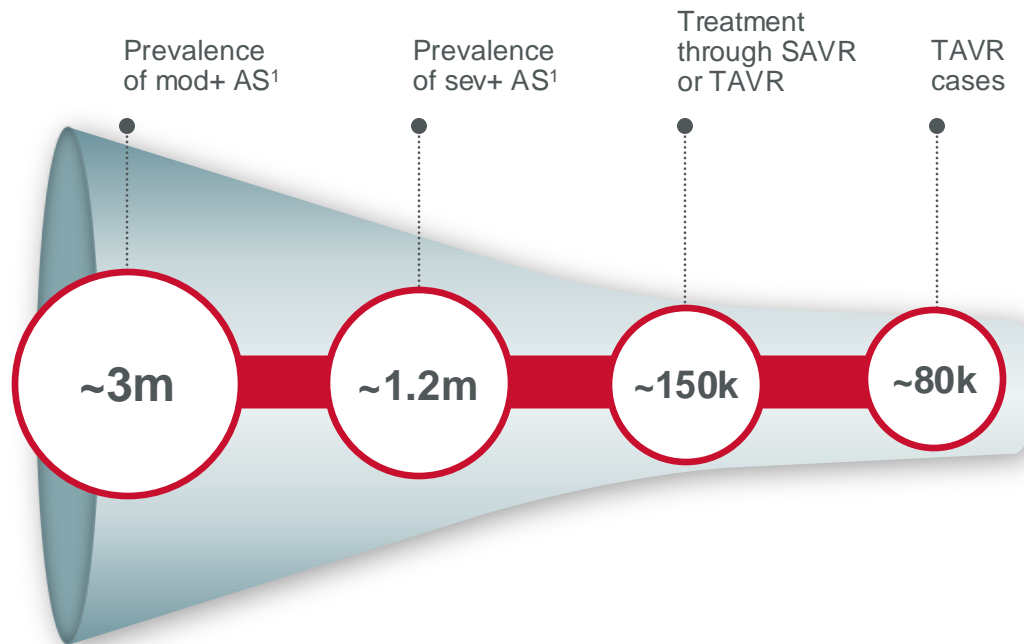 Prevalence
of mod+ AS¹
Prevalence
of sev+ AS¹
Treatment
through SAVR
or TAVR
TAVR
cases
~3m
~1.2m
~150k
~80k